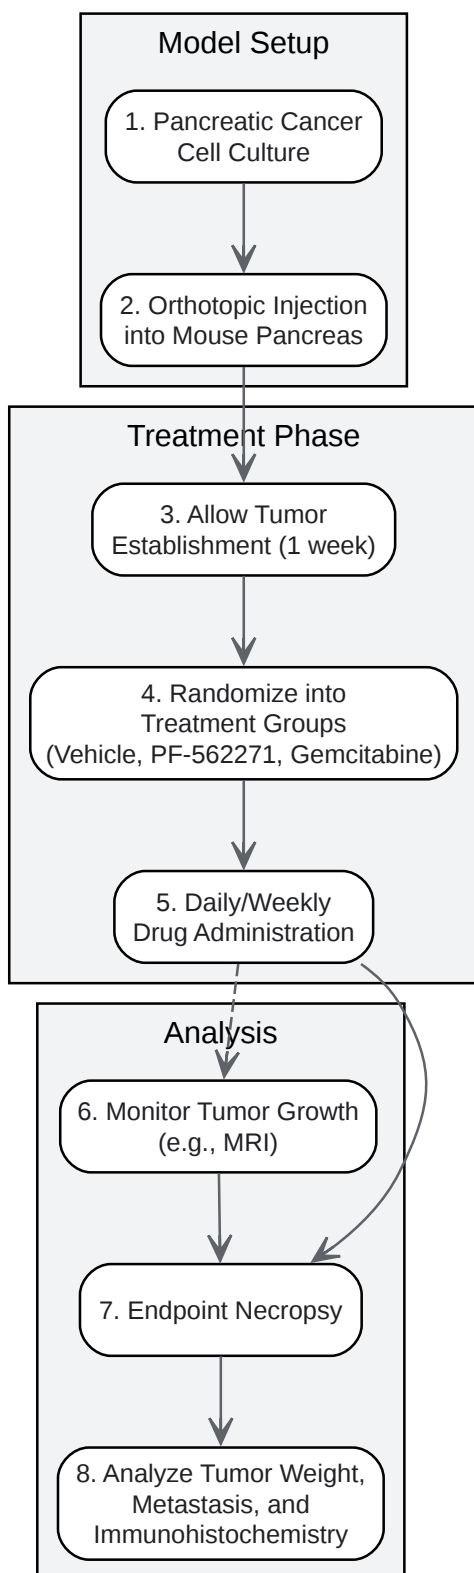 Model Setup
1. Pancreatic Cancer
Cell Culture
2. Orthotopic Injection
into Mouse Pancreas
Treatment Phase
3. Allow Tumor
Establishment (1 week)
4. Randomize into
Treatment Groups
(Vehicle, PF-562271, Gemcitabine)
5. Daily/Weekly
Drug Administration
Analysis
6. Monitor Tumor Growth
(e.g., MRI)
7. Endpoint Necropsy
8. Analyze Tumor Weight,
Metastasis, and
Immunohistochemistry